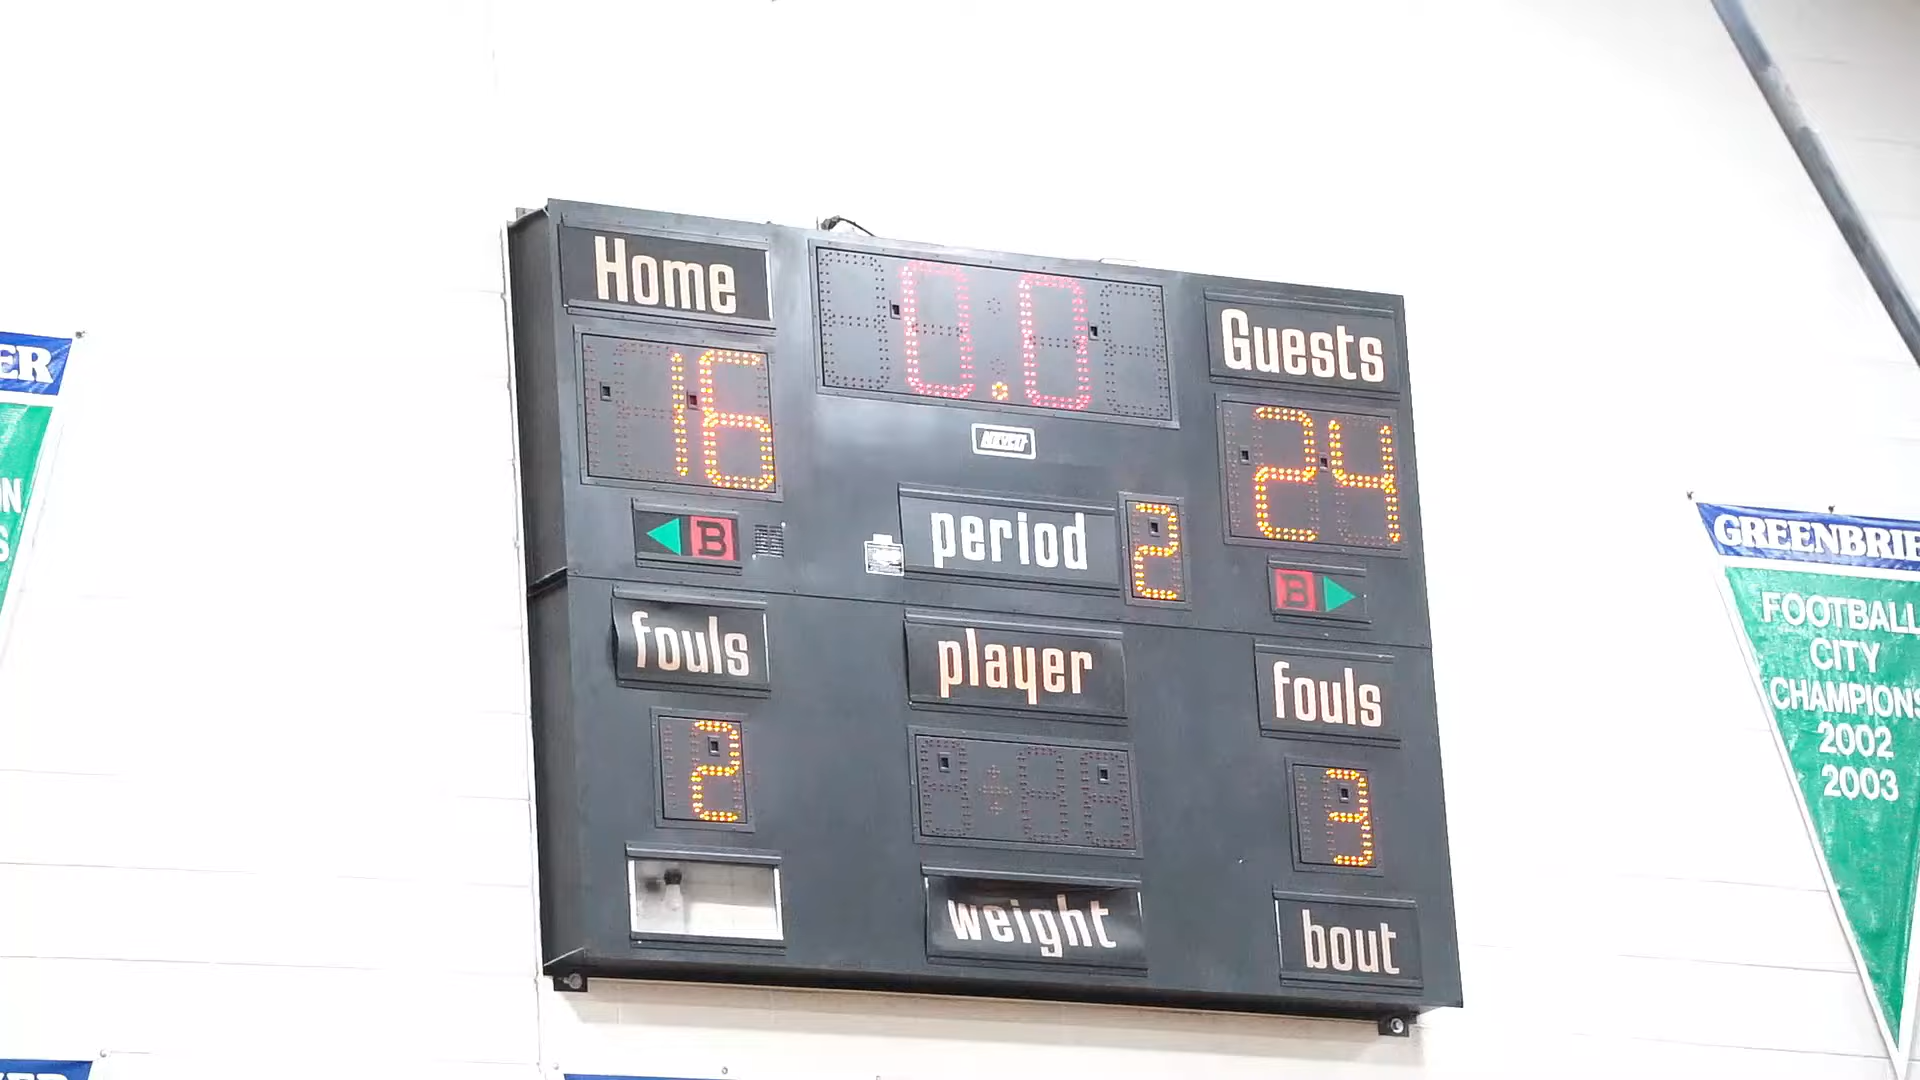 Home
0.0
Guests
16
24
B
period
2
B
fouls
player
fouls
2
3
weight
bout
ER
N
S
GREENBRIE
FOOTBALL
CITY
CHAMPIONS
2002
2003